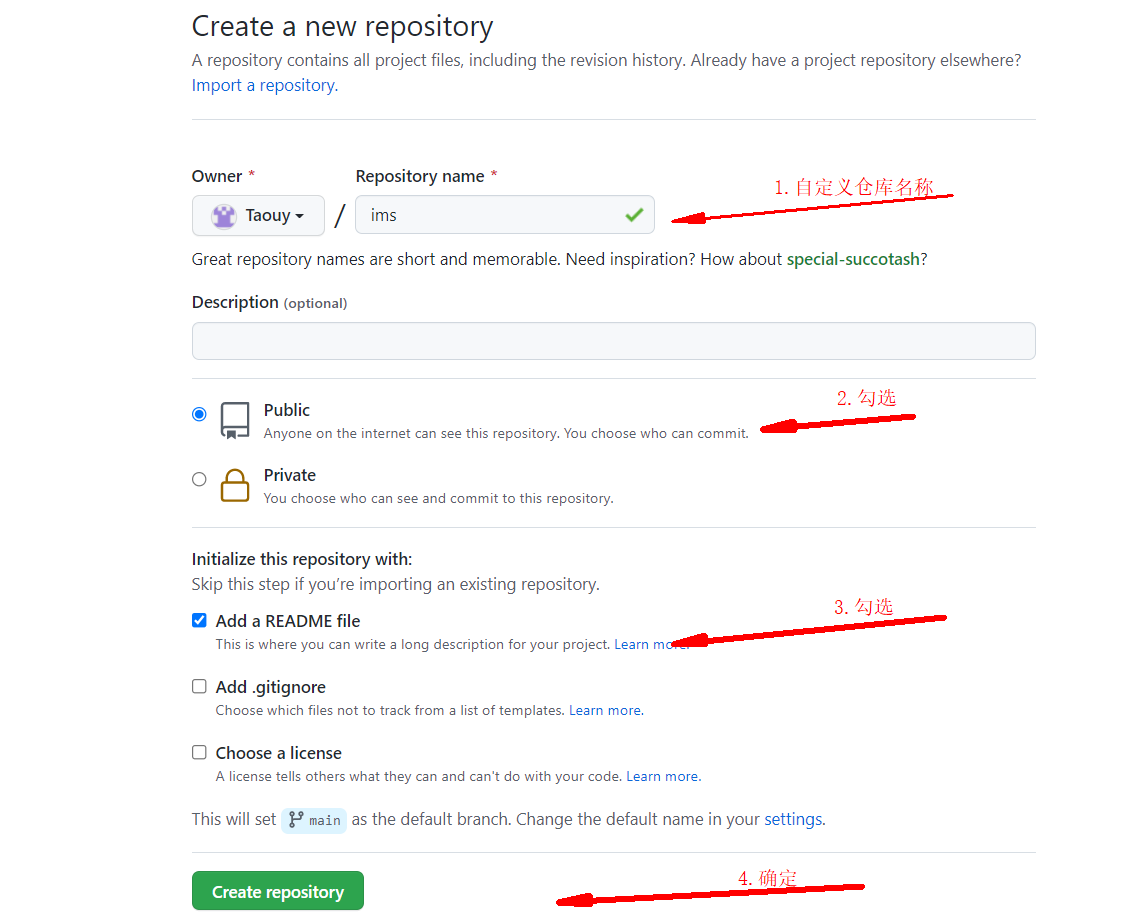 Create a new repository
A repository contains all project files, including the revision history. Already have a project repository elsewhere?
Import a repository.
Owner *
Repository name *
1. 自定义仓库名称
Taouy
/
ims
Great repository names are short and memorable. Need inspiration? How about special-succotash?
Description (optional)
2. 勾选
Public
Anyone on the internet can see this repository. You choose who can commit.
Private
You choose who can see and commit to this repository.
Initialize this repository with:
Skip this step if you’re importing an existing repository.
3. 勾选
Add a README file
This is where you can write a long description for your project. Learn more.
Add .gitignore
Choose which files not to track from a list of templates. Learn more.
Choose a license
A license tells others what they can and can't do with your code. Learn more.
This will set main as the default branch. Change the default name in your settings.
4. 确定
Create repository